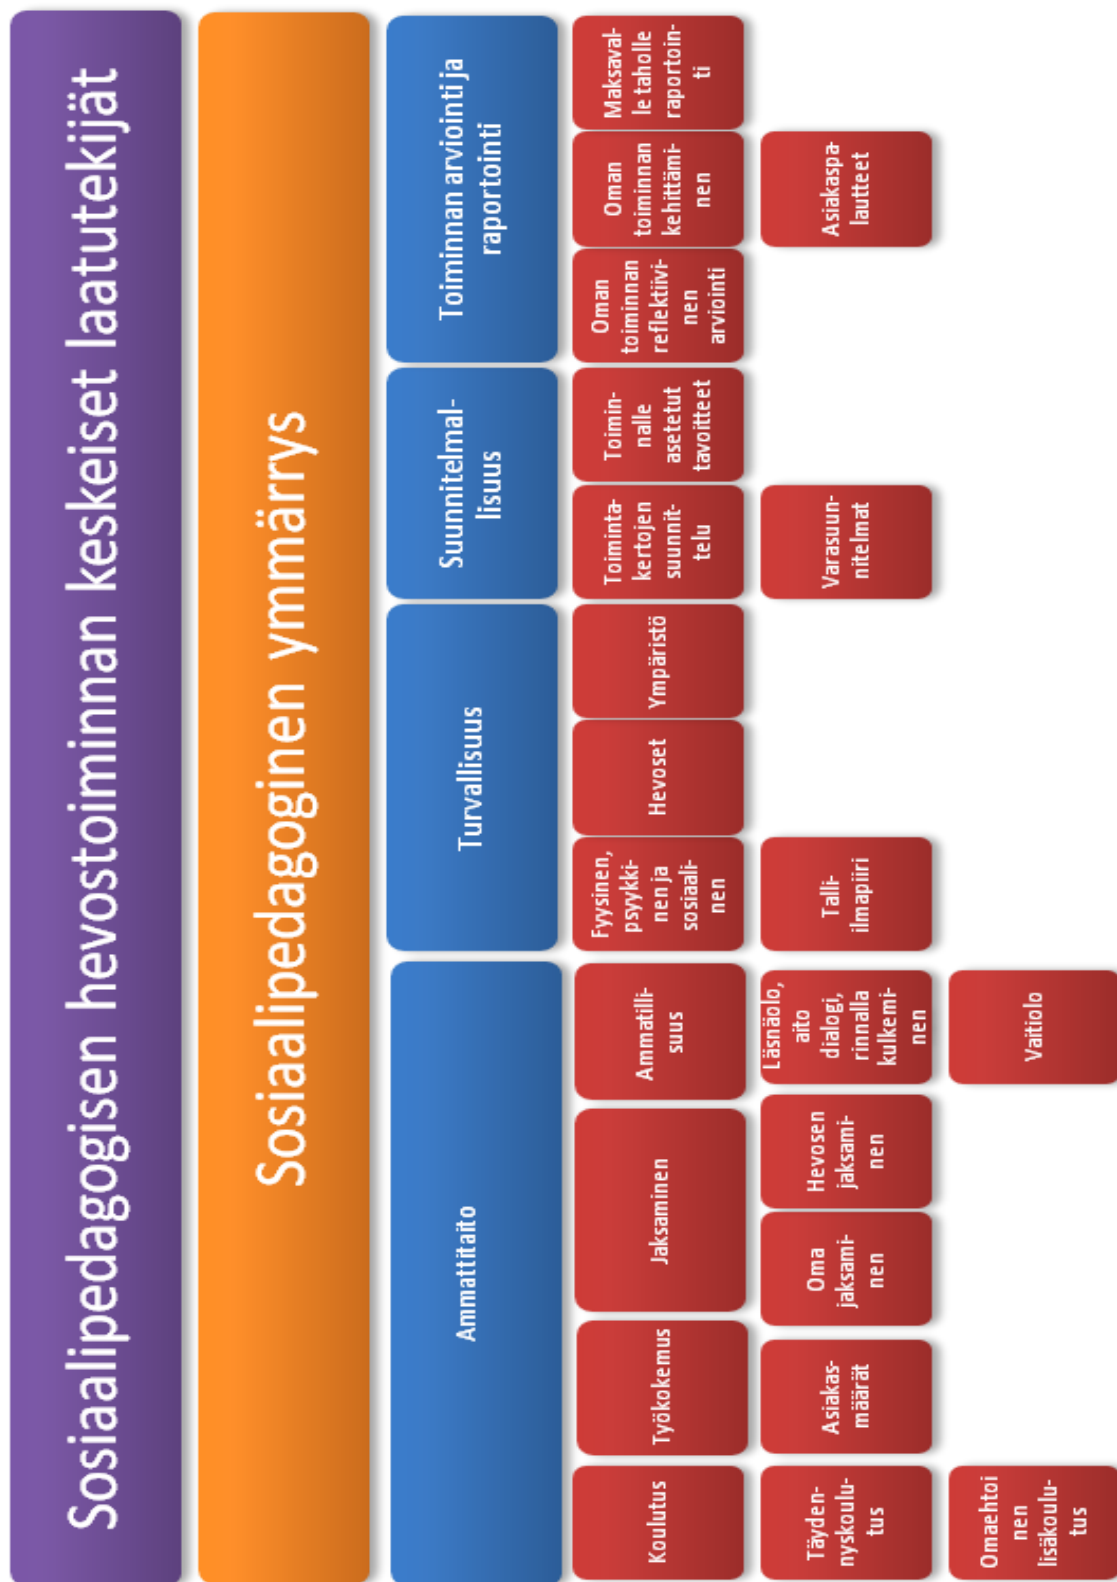 Sosiaalipedagogisen hevostoiminnan keskeiset laatutekijät
Sosiaalipedagoginen ymmärrys
Ammattitaito
Turvallisuus
Suunnitelmal-
lisuus
Toiminnan arviointi ja
raportointi
Koulutus
Työkokemus
Jaksaminen
Ammatilli-
suus
Fyysinen,
psyykki-
nen ja
sosiaali-
nen
Hevoset
Ympäristö
Toiminta-
kertojen
suunnit-
telu
Toimin-
nalle
asetetut
tavoitteet
Oman
toiminnan
reflektiivi-
nen
arviointi
Oman
toiminnan
kehittämi-
nen
Maksaval-
le taholle
raportoin-
ti
Täyden-
nyskoulu-
tus
Asiakas-
määrät
Oma
jaksami-
nen
Hevosen
jaksami-
nen
Läsnäolo,
aito
dialogi,
rinnalla
kulkemi-
nen
Talli-
ilmapiiri
Varasuun-
nitelmat
Asiakaspa-
lautteet
Omaehtoi
nen
lisäkoulu-
tus
Vaitiolo